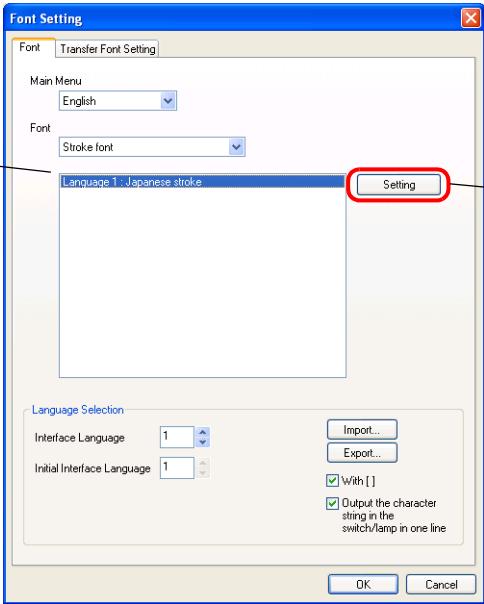 Font Setting
Font
Transfer Font Setting
Main Menu
English
Font
Stroke font
Language 1 : Japanese stroke
Setting
Language Selection
Interface Language
1
Import...
Export...
Initial Interface Language
1
With [ ]
Output the character
string in the
switch/lamp in one line
OK
Cancel